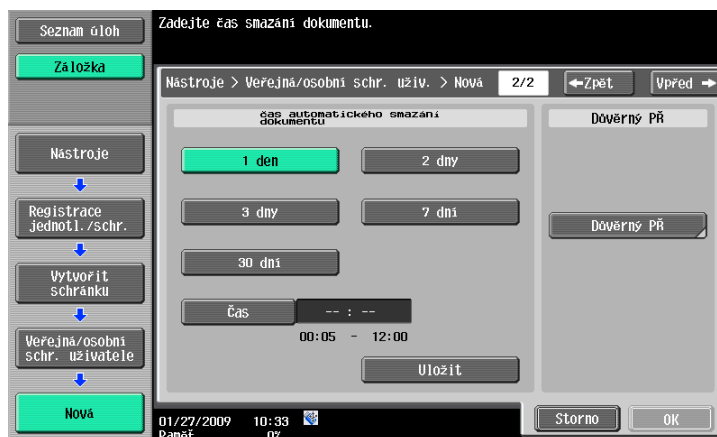 Seznam úloh
Záložka
Zadejte čas smazání dokumentu.
Nástroje > Veřejná/osobní schr. uživ. > Nová 2/2 ←Zpět Vpřed →
čas automatického smazání
dokumentu
1 den
2 dny
3 dny
7 dní
30 dní
Čas -- : --
00:05 - 12:00
Uložit
Důvěrný PŘ
Důvěrný PŘ
Nástroje
Registrace
jednotl./schr.
Vytvořit
schránku
Veřejná/osobní
schr. uživatele
Nová
01/27/2009 10:33
Paměť 0%
Storno
OK